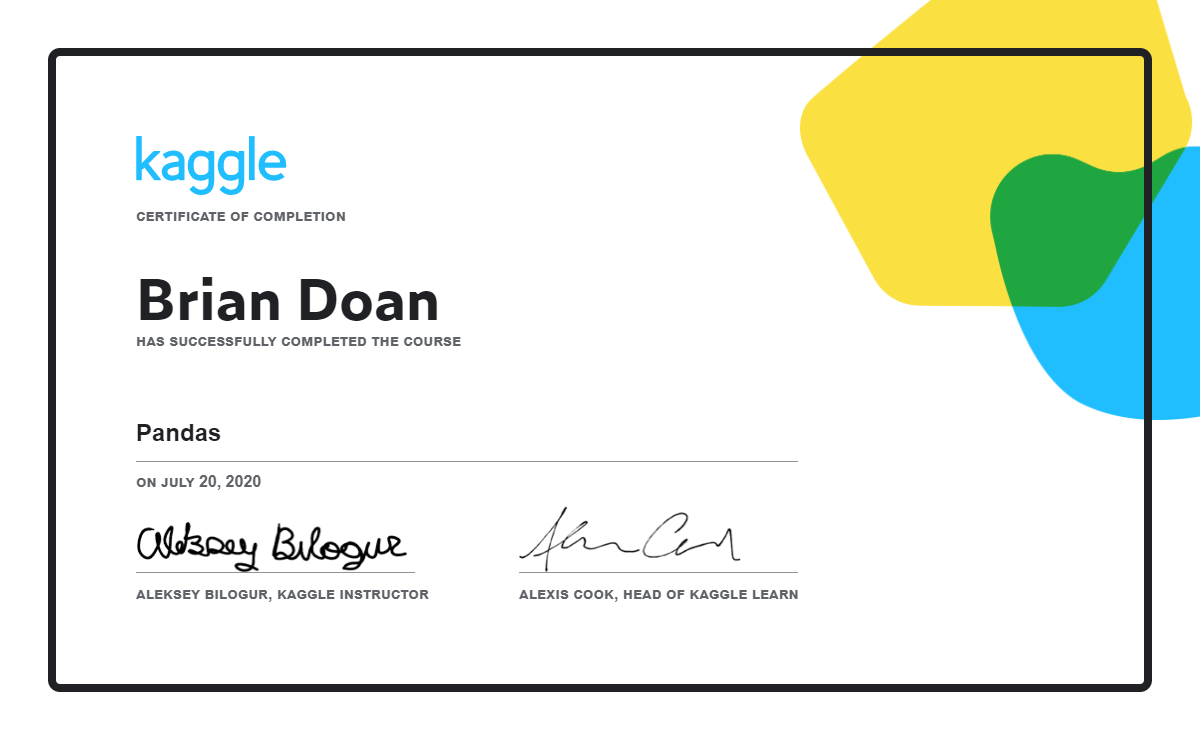 kaggle
CERTIFICATE OF COMPLETION
Brian Doan
HAS SUCCESSFULLY COMPLETED THE COURSE
Pandas
ON JULY 20, 2020
Aleksey Bilogur
ALEKSEY BILOGUR, KAGGLE INSTRUCTOR
ALEXIS COOK, HEAD OF KAGGLE LEARN